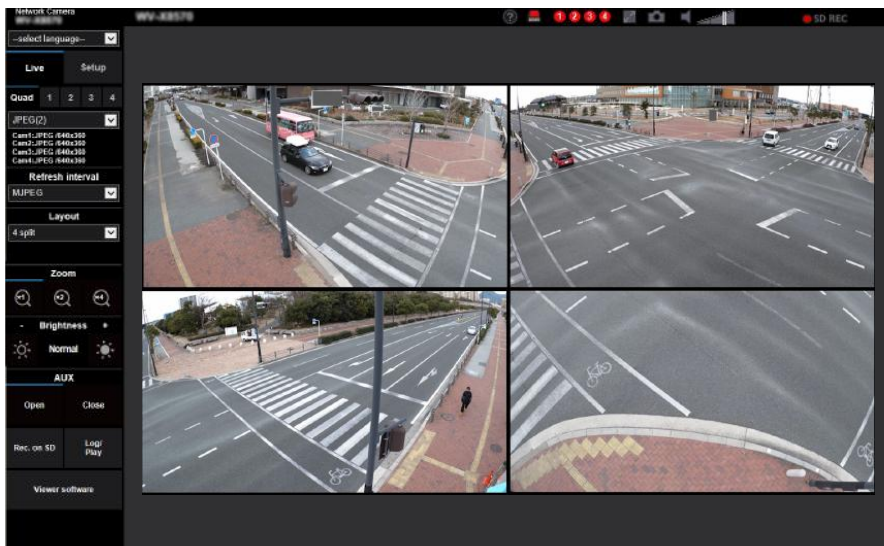 Network Camera
WV-X8570
WV-X8570
? 1 2 3 4 SD REC
--select language--
Live Setup
Quad 1 2 3 4
JPEG(2)
Cam1:JPEG /640x360
Cam2:JPEG /640x360
Cam3:JPEG /640x360
Cam4:JPEG /640x360
Refresh interval
MJPEG
Layout
4 split
Zoom
x1 x2 x4
- Brightness +
Normal
AUX
Open Close
Rec. on SD Log/
Play
Viewer software